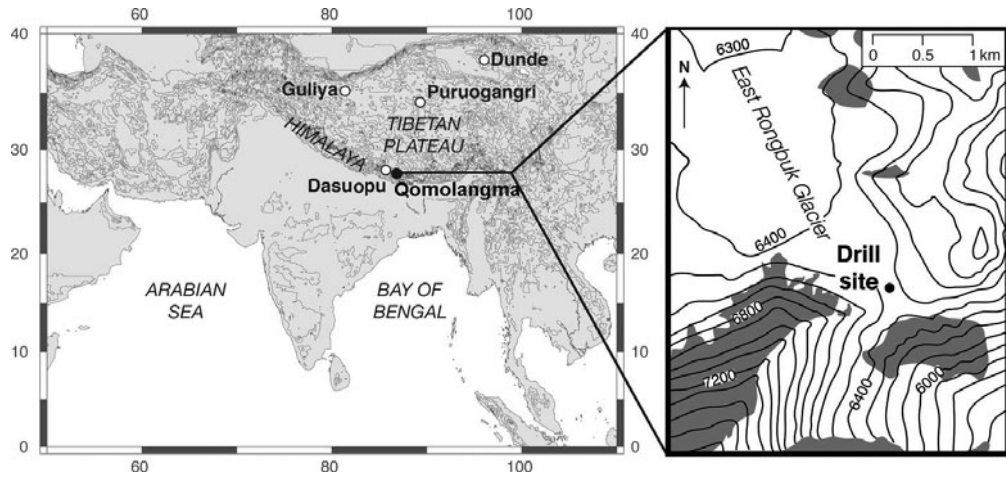 60
80
100
40
40
Dunde
Guliya
Puruogangri
TIBETAN
PLATEAU
HIMALAYA
30
30
Dasuopu
Qomolangma
20
20
ARABIAN
SEA
BAY OF
BENGAL
10
10
0
0
60
80
100
6300
0
0.5
1 km
N
East Rongbuk Glacier
6400
Drill
site
6800
7200
6400
6000